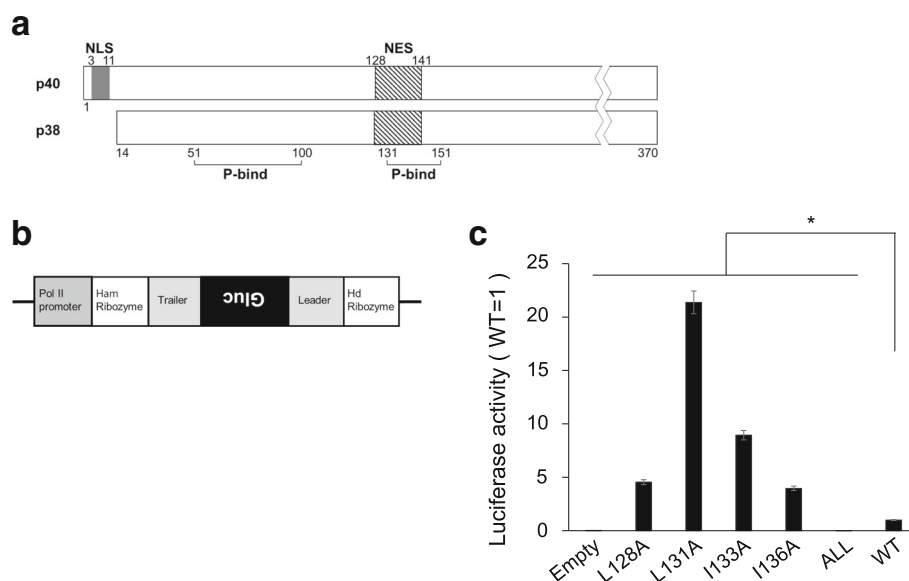 a
NLS
NES
3 11
128 141
p40
1
p38
14
51
100
131
151
370
P-bind
P-bind
b
Pol II promoter
Ham Ribozyme
Trailer
Gluc
Leader
Hd Ribozyme
c
*
Luciferase activity ( WT=1 )
25
20
15
10
5
0
Empty
L128A
L131A
I133A
I136A
ALL
WT